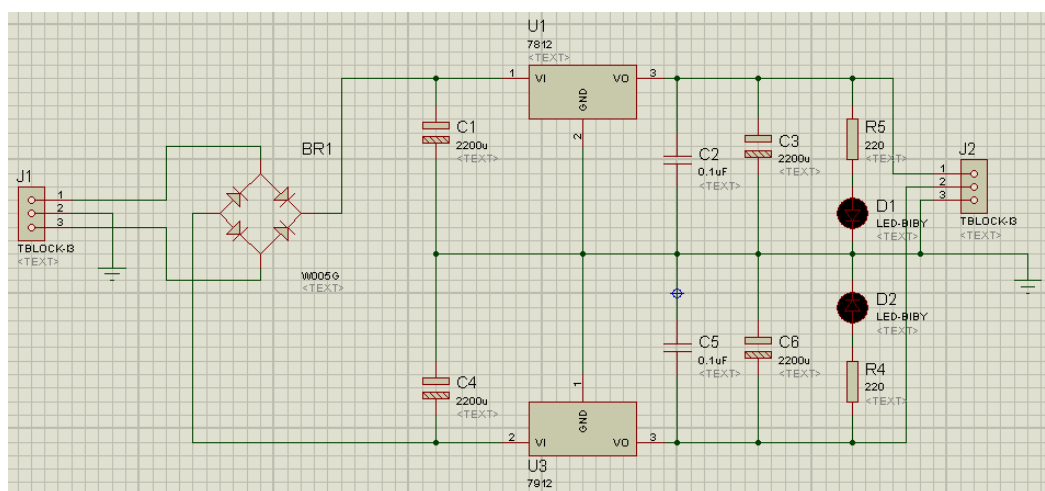 U1
7812
<TEXT>
1
VI
VO
3
GND
2
C1
2200u
<TEXT>
BR1
C2
0.1uF
<TEXT>
C3
2200u
<TEXT>
R5
220
<TEXT>
J2
1
2
3
TBLOCK-I3
<TEXT>
J1
1
2
3
TBLOCK-I3
<TEXT>
D1
LED-BIBY
<TEXT>
W005G
<TEXT>
D2
LED-BIBY
<TEXT>
C5
0.1uF
<TEXT>
C6
2200u
<TEXT>
R4
220
<TEXT>
C4
2200u
<TEXT>
1
GND
2
VI
VO
3
U3
7912